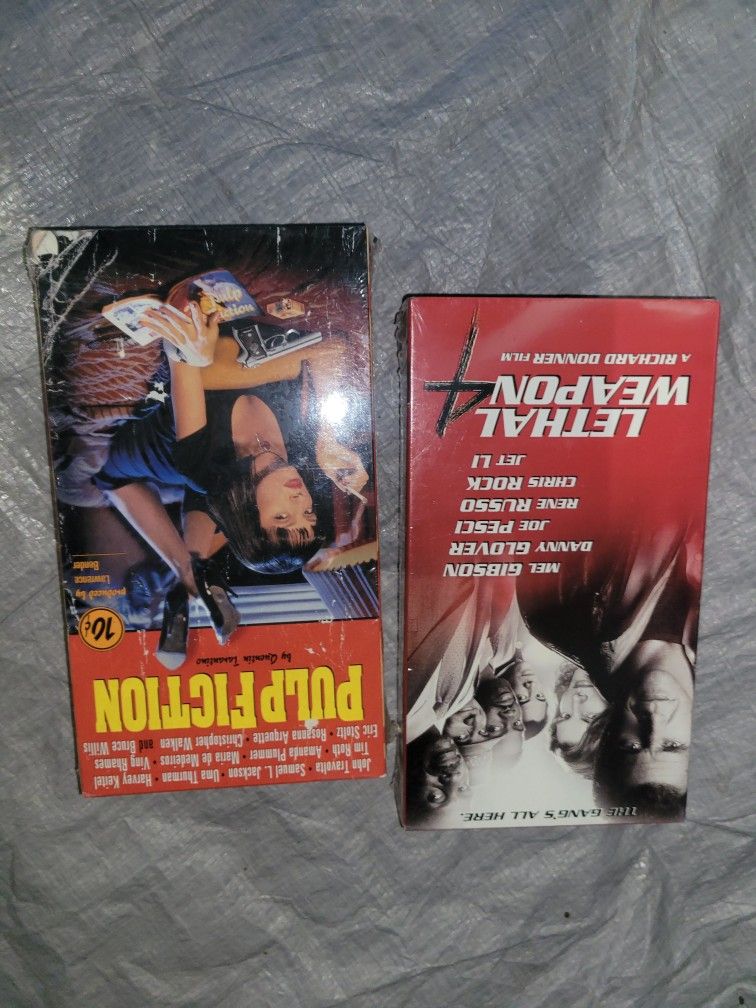 John Travolta • Samuel L. Jackson • Uma Thurman • Harvey Keitel
Tim Roth • Amanda Plummer • Maria de Medeiros • Ving Rhames
Eric Stoltz • Rosanna Arquette • Christopher Walken and Bruce Willis
PULP FICTION
by Quentin Tarantino
10¢
produced by
Lawrence
Bender
Pulp
Fiction
THE GANG'S ALL HERE.
MEL GIBSON
DANNY GLOVER
JOE PESCI
RENE RUSSO
CHRIS ROCK
JET LI
LETHAL
WEAPON 4
A RICHARD DONNER FILM